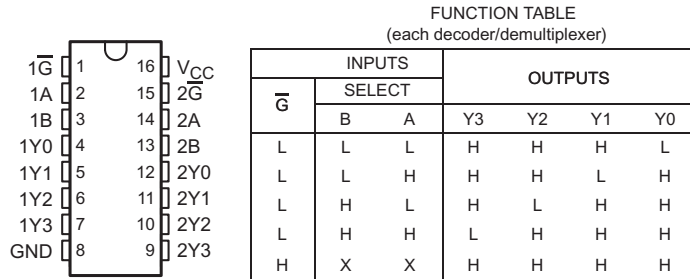 1G̅ 1 16 VCC
1A 2 15 2G̅
1B 3 14 2A
1Y0 4 13 2B
1Y1 5 12 2Y0
1Y2 6 11 2Y1
1Y3 7 10 2Y2
GND 8 9 2Y3
FUNCTION TABLE
(each decoder/demultiplexer)
INPUTS OUTPUTS
G̅ SELECT
B A Y3 Y2 Y1 Y0
L L L H H H L
L L H H H L H
L H L H L H H
L H H L H H H
H X X H H H H